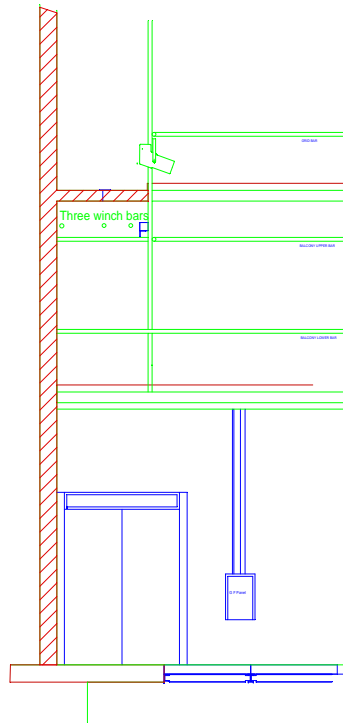 GRID BAR
Three winch bars
BALCONY UPPER BAR
BALCONY LOWER BAR
G.P.Panel